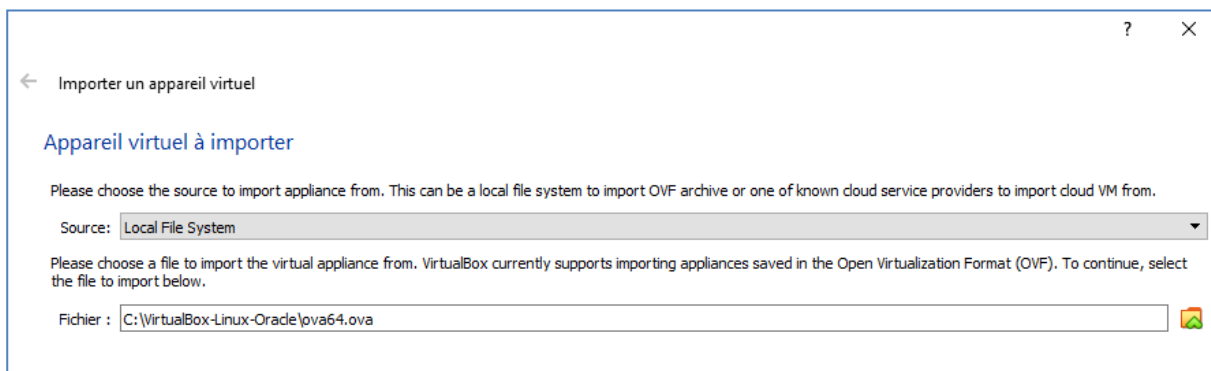 ?
Importer un appareil virtuel
Appareil virtuel à importer
Please choose the source to import appliance from. This can be a local file system to import OVF archive or one of known cloud service providers to import cloud VM from.
Source: Local File System
Please choose a file to import the virtual appliance from. VirtualBox currently supports importing appliances saved in the Open Virtualization Format (OVF). To continue, select
the file to import below.
Fichier : C:\VirtualBox-Linux-Oracle\ova64.ova